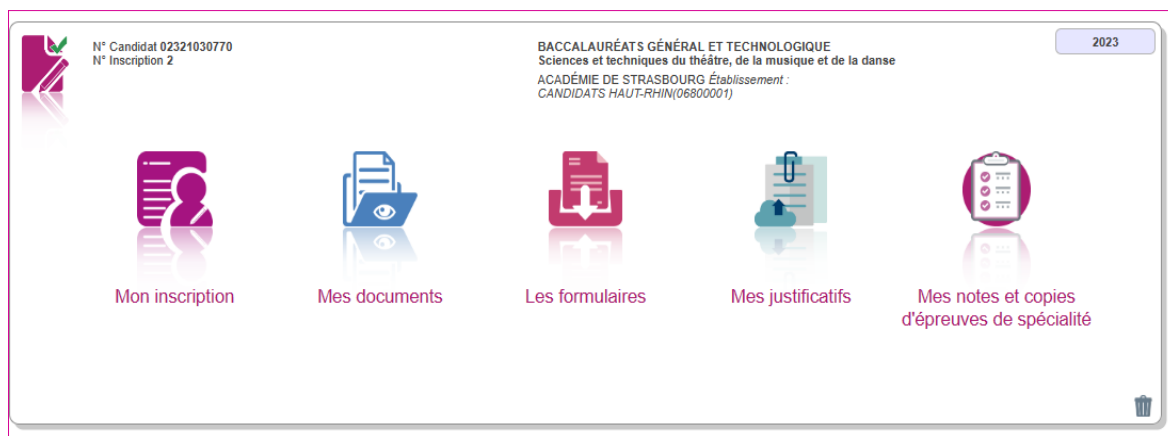 N° Candidat 02321030770
N° Inscription 2
BACCALAURÉATS GÉNÉRAL ET TECHNOLOGIQUE
Sciences et techniques du théâtre, de la musique et de la danse
ACADÉMIE DE STRASBOURG Établissement :
CANDIDATS HAUT-RHIN(06800001)
2023
Mon inscription
Mes documents
Les formulaires
Mes justificatifs
Mes notes et copies
d'épreuves de spécialité